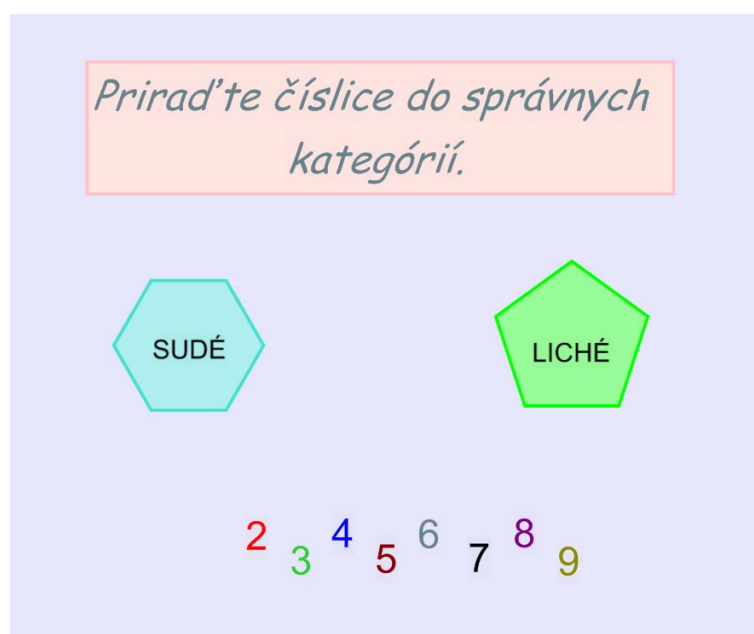 Priraďte číslice do správnych
kategórií.
SUDÉ
LICHÉ
2 3 4 5 6 7 8 9